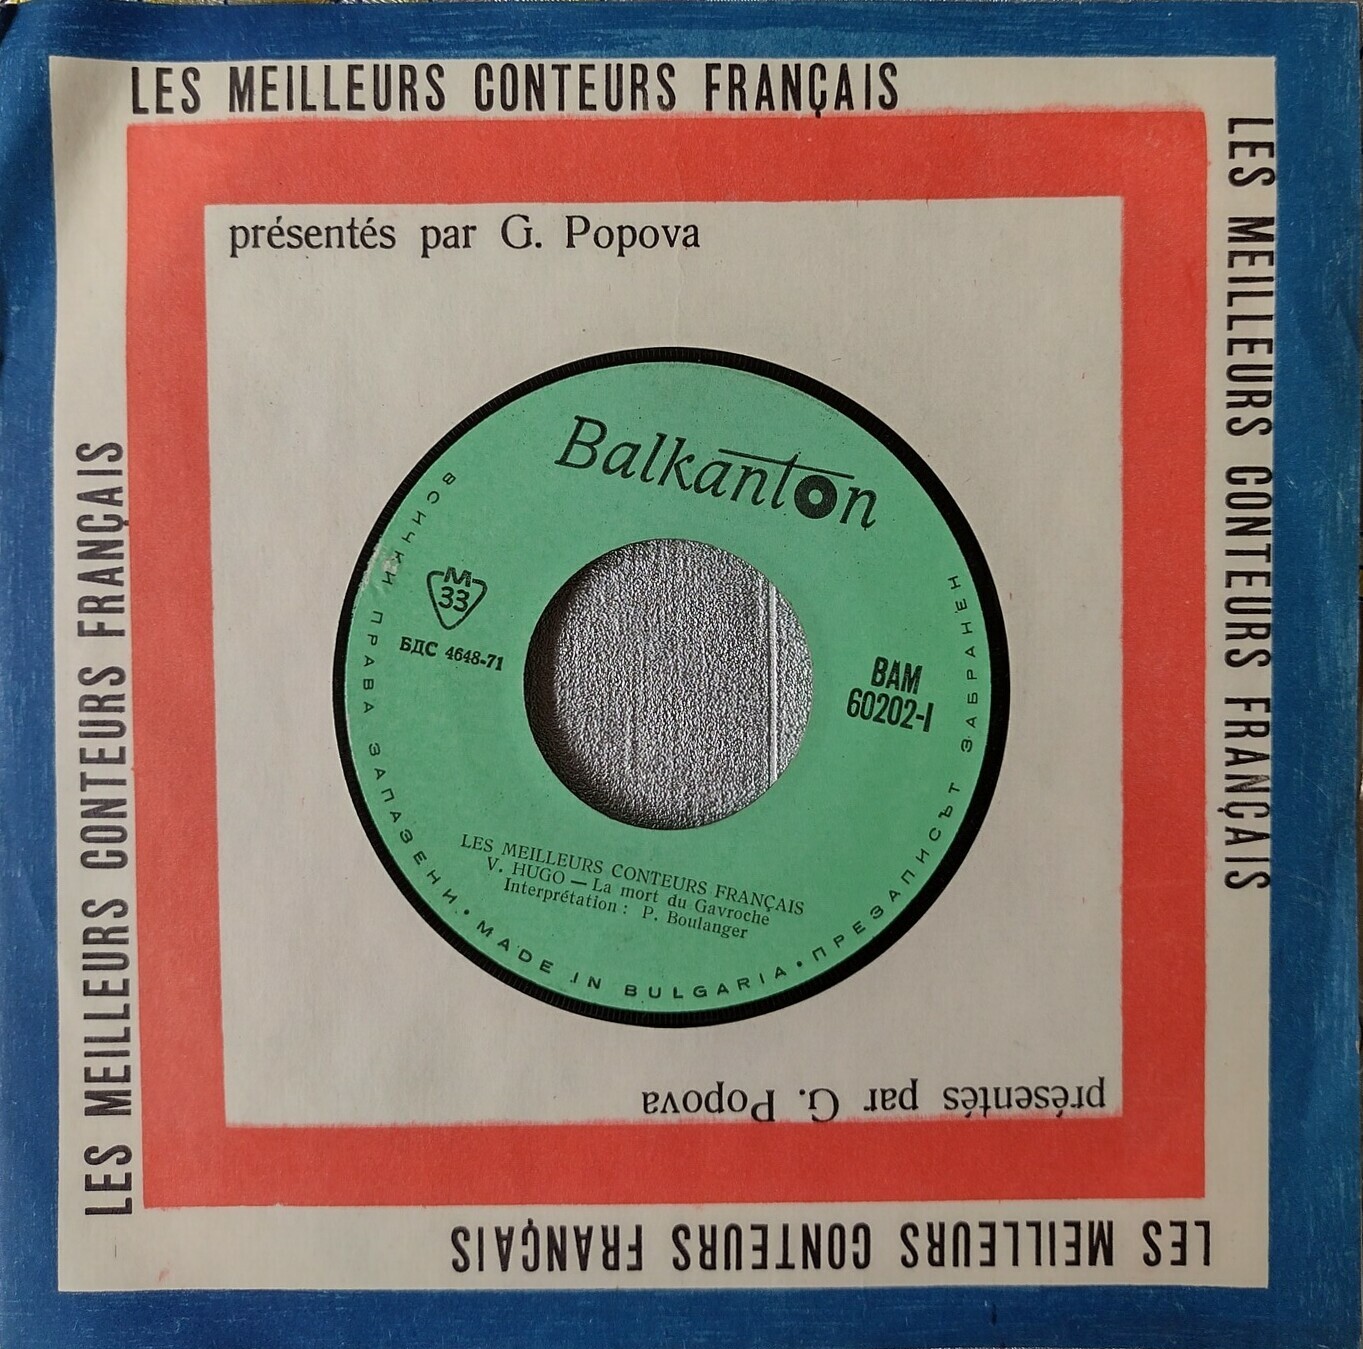 LES MEILLEURS CONTEURS FRANÇAIS
LES MEILLEURS CONTEURS FRANÇAIS
LES MEILLEURS CONTEURS FRANÇAIS
LES MEILLEURS CONTEURS FRANÇAIS
présentés par G. Popova
Balkanton
M
33
БДС 4648-71
ВАМ
60202-I
LES MEILLEURS CONTEURS FRANÇAIS
V. HUGO — La mort du Gavroche
Interprétation : P. Boulanger
ВСИЧКИ ПРАВА ЗАПАЗЕНИ • MADE IN BULGARIA • ПРЕЗАПИСЪТ ЗАБРАНЕН
présentés par G. Popova